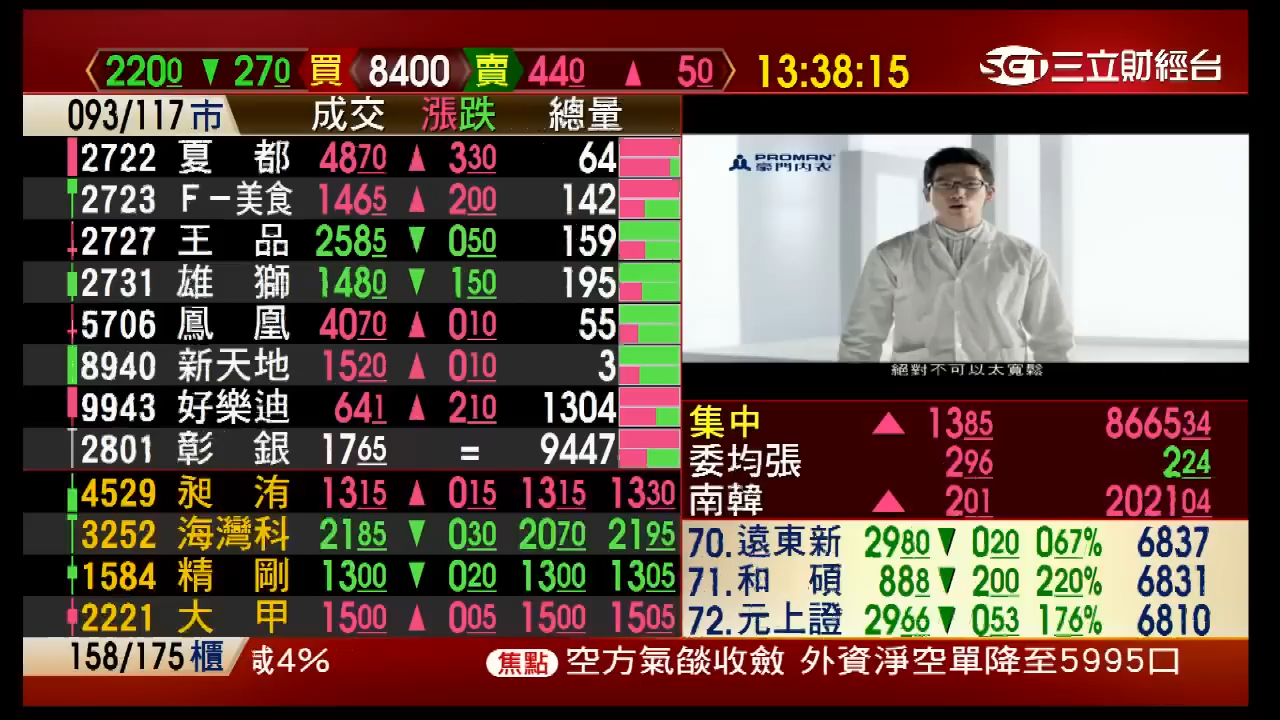 2200 ▼ 270 買 8400 賣 440 ▲ 50 13:38:15 三立財經台
093/117 市 成交 漲跌 總量
2722 夏都 4870 ▲ 330 64
2723 F-美食 1465 ▲ 200 142
2727 王品 2585 ▼ 050 159
2731 雄獅 1480 ▼ 150 195
5706 鳳凰 4070 ▲ 010 55
8940 新天地 1520 ▲ 010 3
9943 好樂迪 641 ▲ 210 1304
2801 彰銀 1765 = 9447
4529 昶洧 1315 ▲ 015 1315 1330
3252 海灣科 2185 ▼ 030 2070 2195
1584 精剛 1300 ▼ 020 1300 1305
2221 大甲 1500 ▲ 005 1500 1505
PROMAN
豪門內衣
絕對不可以太寬鬆
集中 ▲ 1385 866534
委均張 296 224
南韓 ▲ 201 202104
70.遠東新 2980 ▼ 020 067% 6837
71.和碩 888 ▼ 200 220% 6831
72.元上證 2966 ▼ 053 176% 6810
158/175 櫃 或4% 焦點 空方氣燄收斂 外資淨空單降至5995口